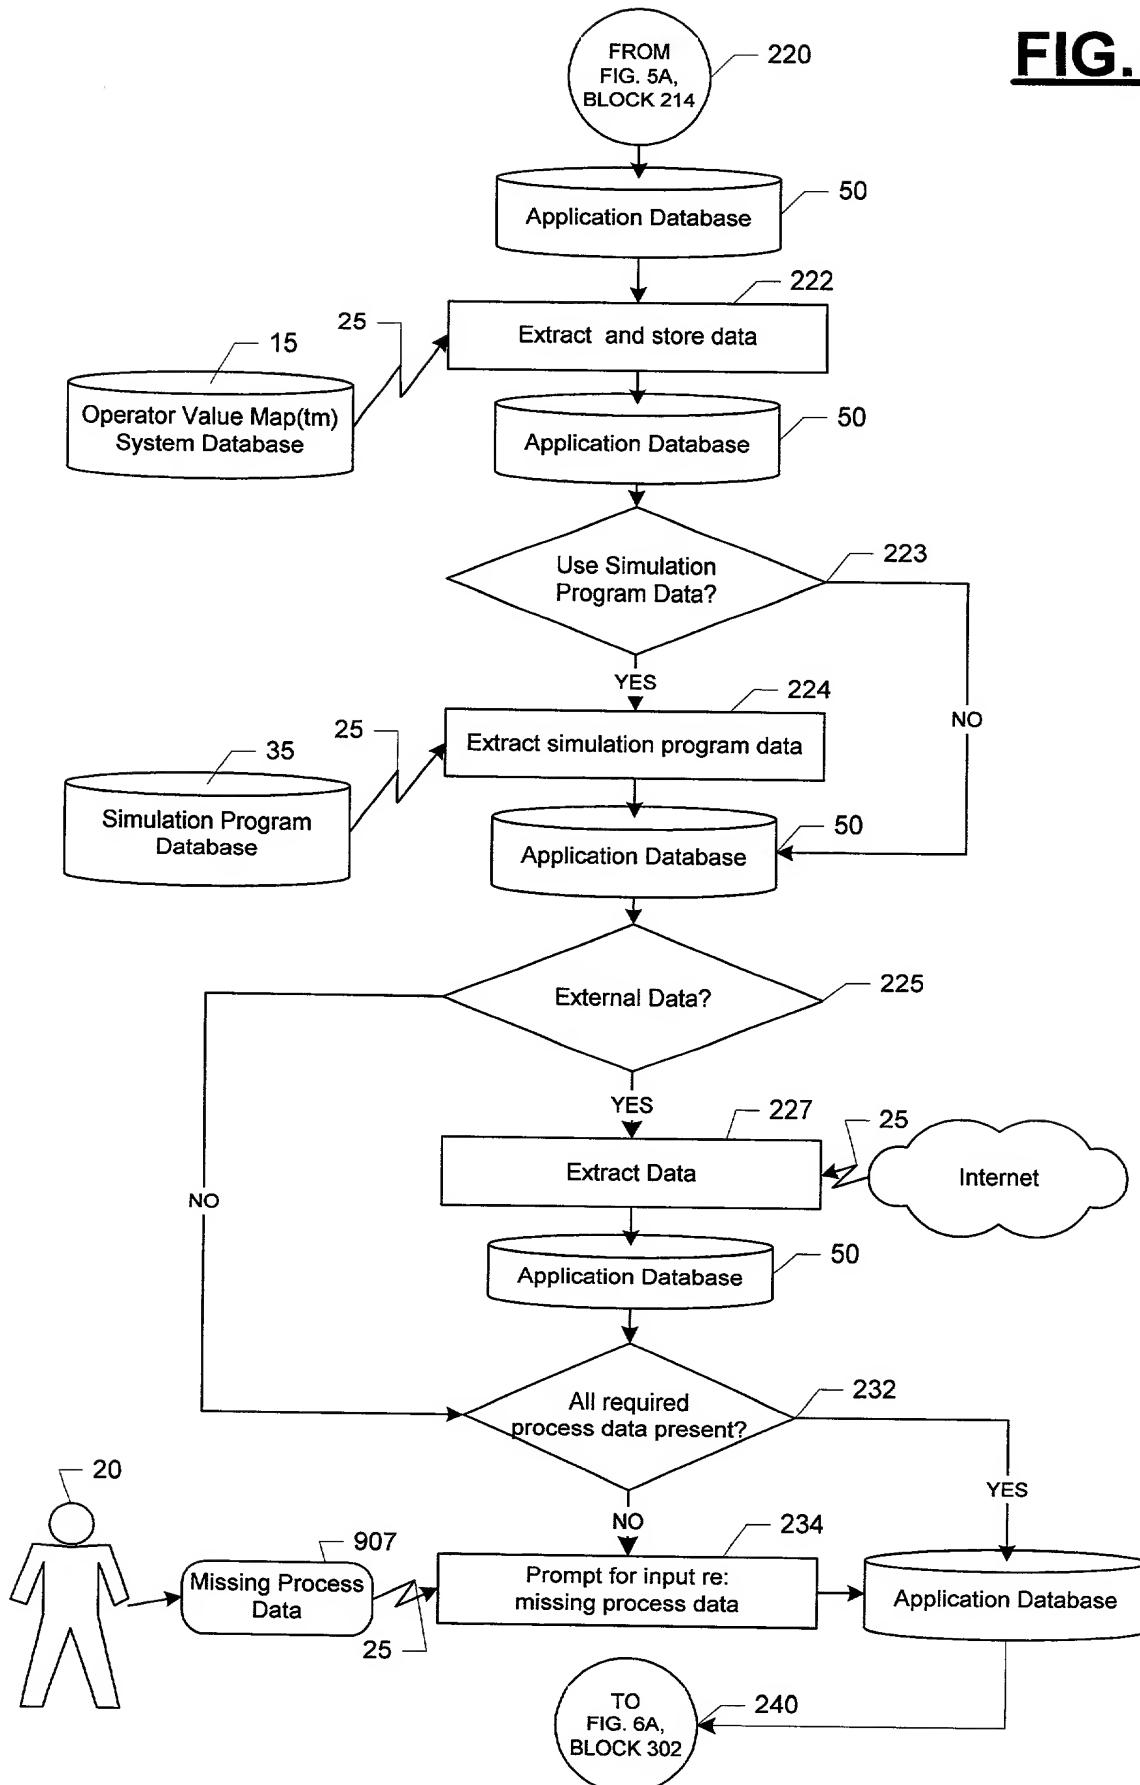 FROM
FIG. 5A,
BLOCK 214
220
FIG.
Application Database
50
222
Extract and store data
25
15
Operator Value Map(tm)
System Database
Application Database
50
Use Simulation
Program Data?
223
YES
NO
224
Extract simulation program data
25
35
Simulation Program
Database
Application Database
50
External Data?
225
YES
NO
227
Extract Data
25
Internet
Application Database
50
All required
process data present?
232
YES
NO
20
907
Missing Process
Data
25
234
Prompt for input re:
missing process data
Application Database
TO
FIG. 6A,
BLOCK 302
240